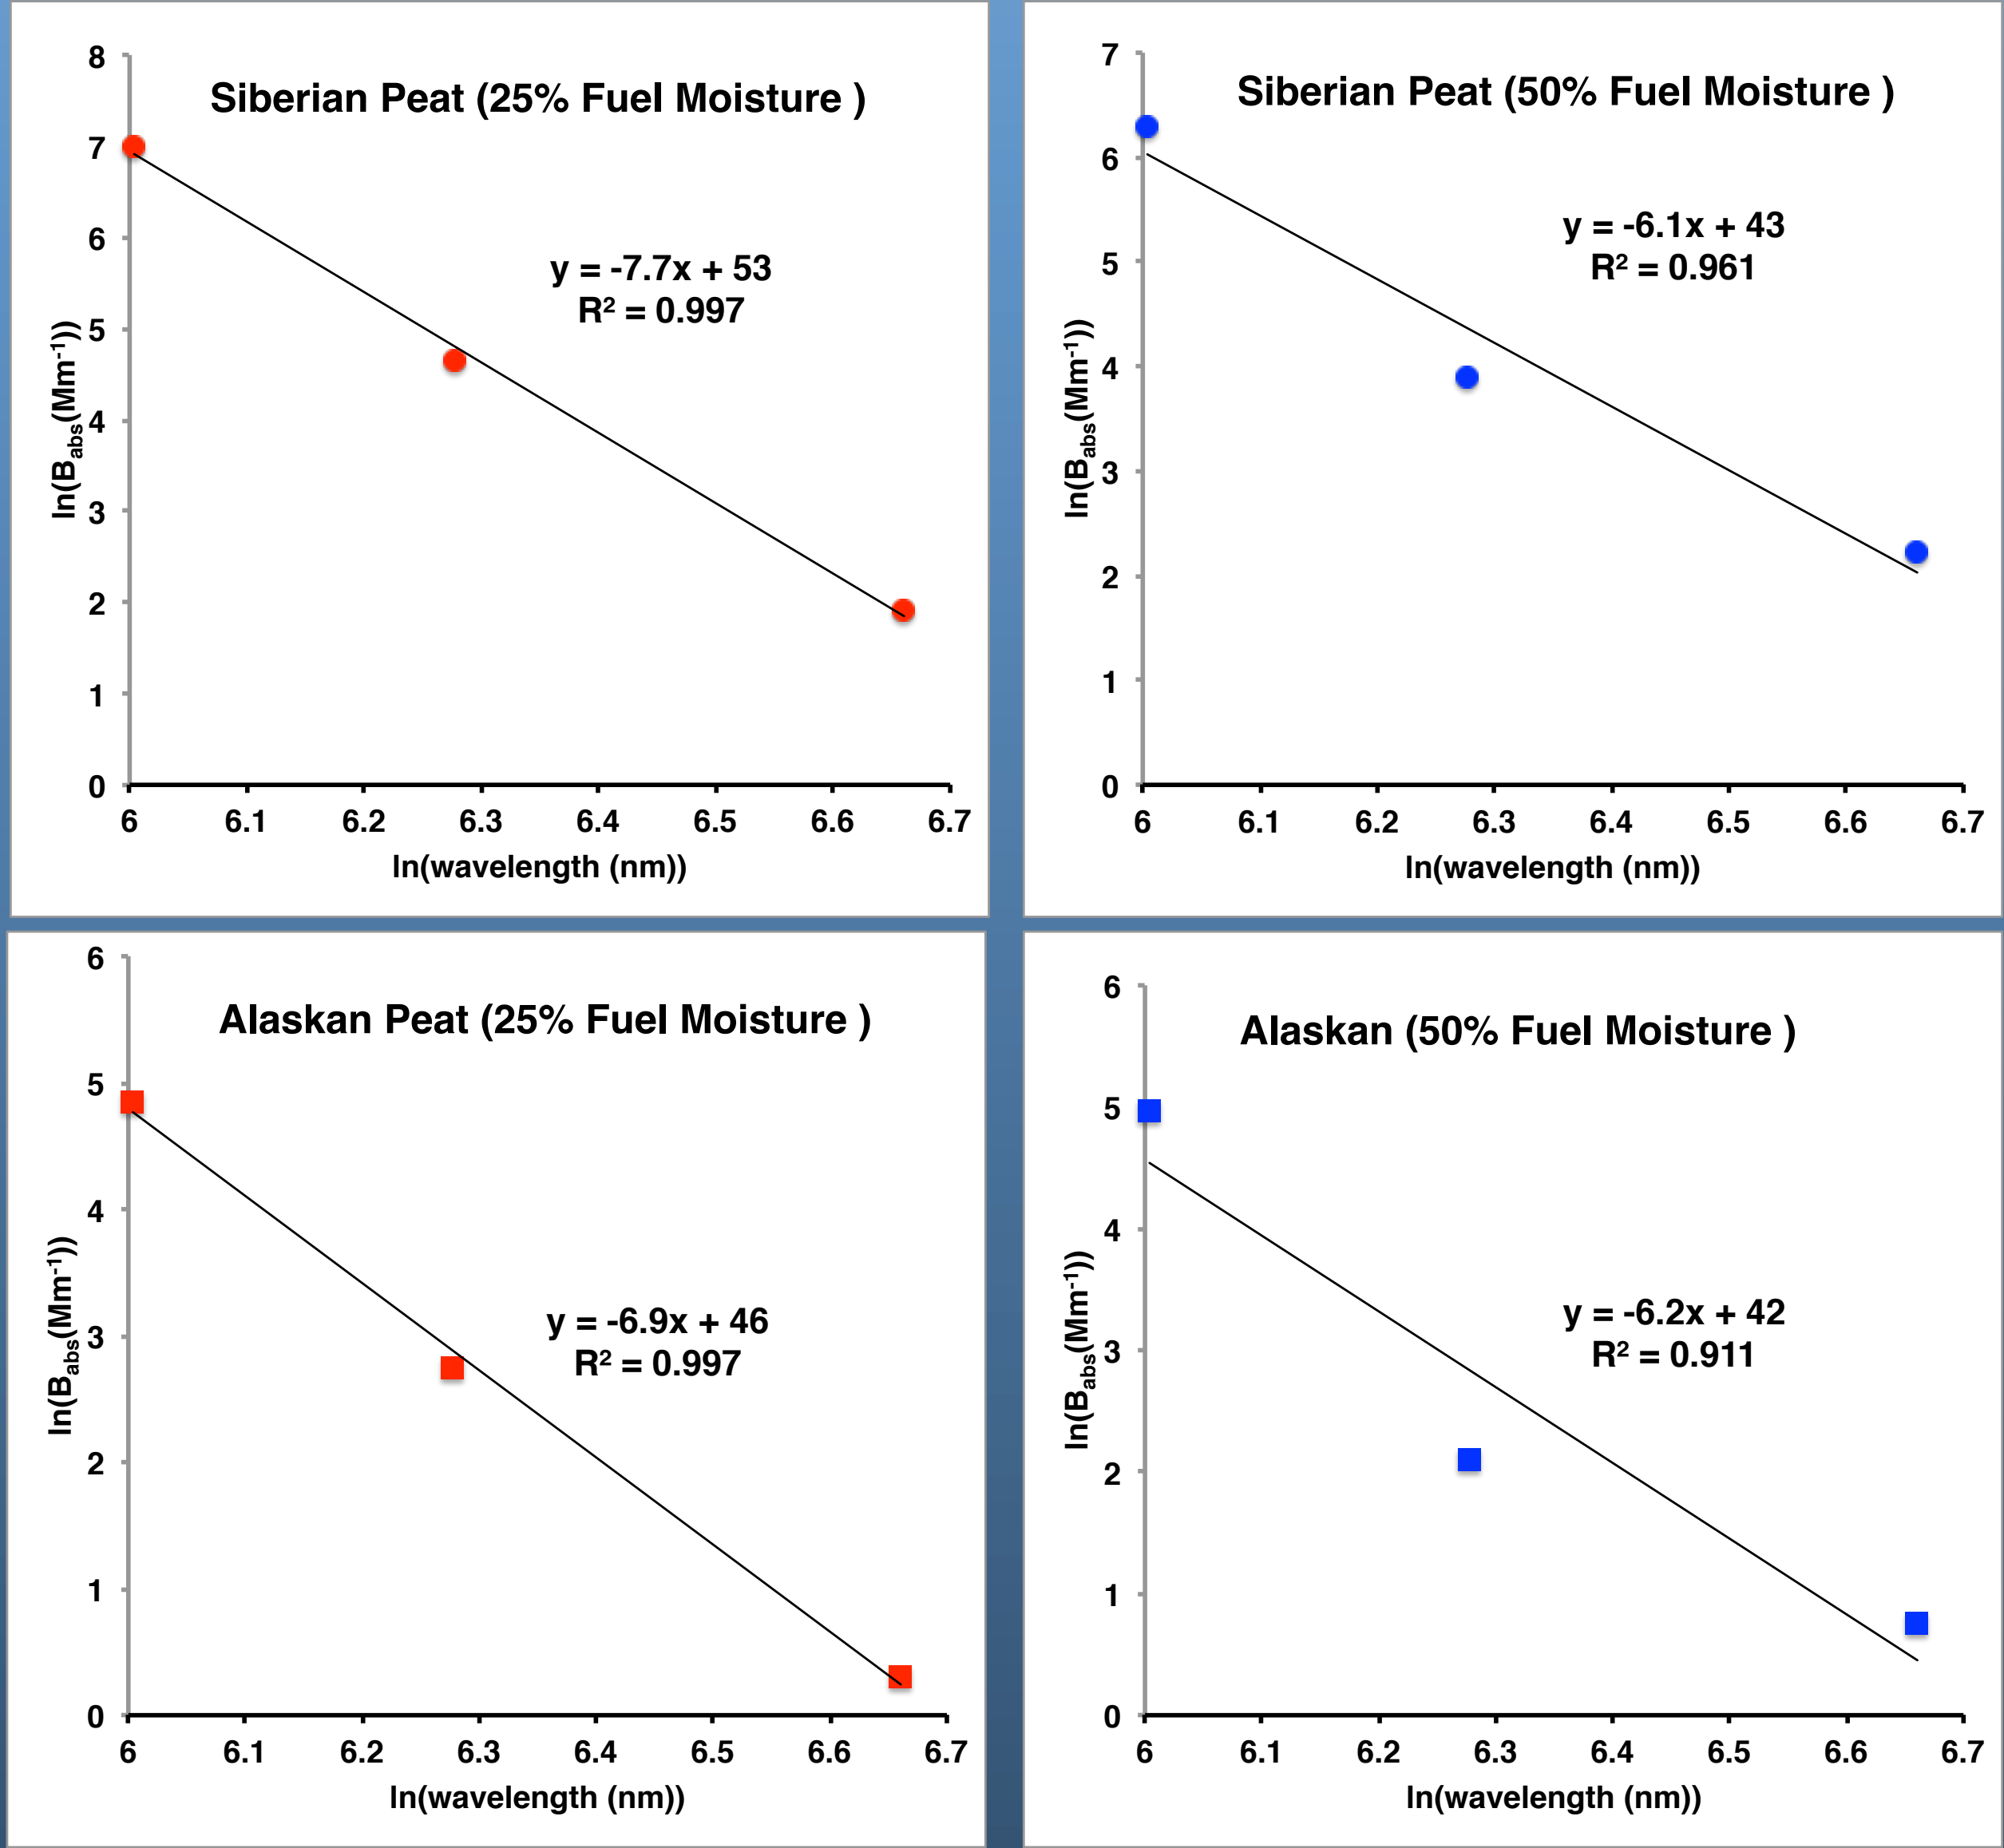 Siberian Peat (25% Fuel Moisture )
8
7
6
5
4
3
2
1
0
ln(Babs(Mm-1))
y = -7.7x + 53
R² = 0.997
6 6.1 6.2 6.3 6.4 6.5 6.6 6.7
ln(wavelength (nm))
Siberian Peat (50% Fuel Moisture )
7
6
5
4
3
2
1
0
ln(Babs(Mm-1))
y = -6.1x + 43
R² = 0.961
6 6.1 6.2 6.3 6.4 6.5 6.6 6.7
ln(wavelength (nm))
Alaskan Peat (25% Fuel Moisture )
6
5
4
3
2
1
0
ln(Babs(Mm-1))
y = -6.9x + 46
R² = 0.997
6 6.1 6.2 6.3 6.4 6.5 6.6 6.7
ln(wavelength (nm))
Alaskan (50% Fuel Moisture )
6
5
4
3
2
1
0
ln(Babs(Mm-1))
y = -6.2x + 42
R² = 0.911
6 6.1 6.2 6.3 6.4 6.5 6.6 6.7
ln(wavelength (nm))